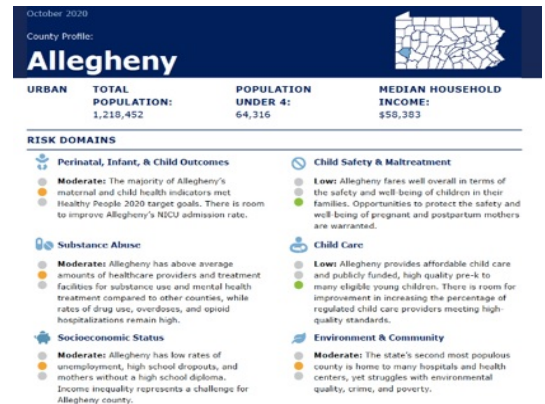 October 2020
County Profile:
Allegheny
URBAN
TOTAL
POPULATION:
1,218,452
POPULATION
UNDER 4:
64,316
MEDIAN HOUSEHOLD
INCOME:
$58,383
RISK DOMAINS
Perinatal, Infant, & Child Outcomes
Moderate: The majority of Allegheny's
maternal and child health indicators met
Healthy People 2020 target goals. There is room
to improve Allegheny's NICU admission rate.
Child Safety & Maltreatment
Low: Allegheny fares well overall in terms of
the safety and well-being of children in their
families. Opportunities to protect the safety and
well-being of pregnant and postpartum mothers
are warranted.
Substance Abuse
Moderate: Allegheny has above average
amounts of healthcare providers and treatment
facilities for substance use and mental health
treatment compared to other counties, while
rates of drug use, overdoses, and opioid
hospitalizations remain high.
Child Care
Low: Allegheny provides affordable child care
and publicly funded, high quality pre-k to
many eligible young children. There is room for
improvement in increasing the percentage of
regulated child care providers meeting high-
quality standards.
Socioeconomic Status
Moderate: Allegheny has low rates of
unemployment, high school dropouts, and
mothers without a high school diploma.
Income inequality represents a challenge for
Allegheny county.
Environment & Community
Moderate: The state's second most populous
county is home to many hospitals and health
centers, yet struggles with environmental
quality, crime, and poverty.